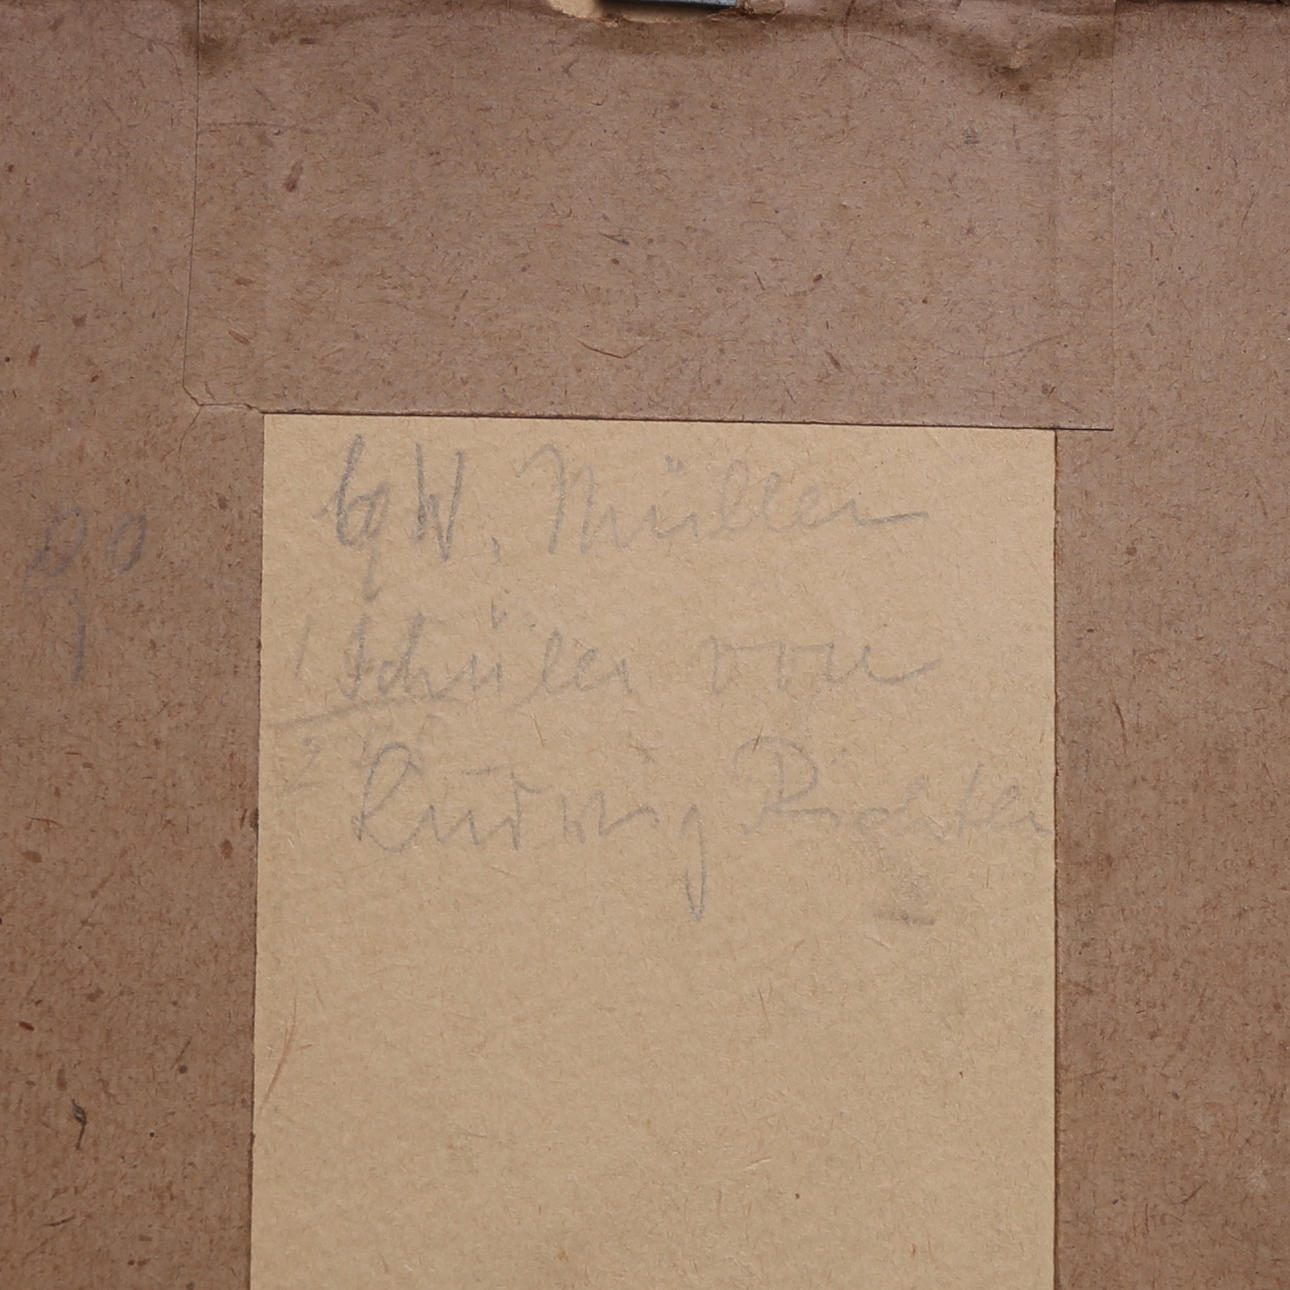 W. Müller
Schüler von
Ludwig Richter